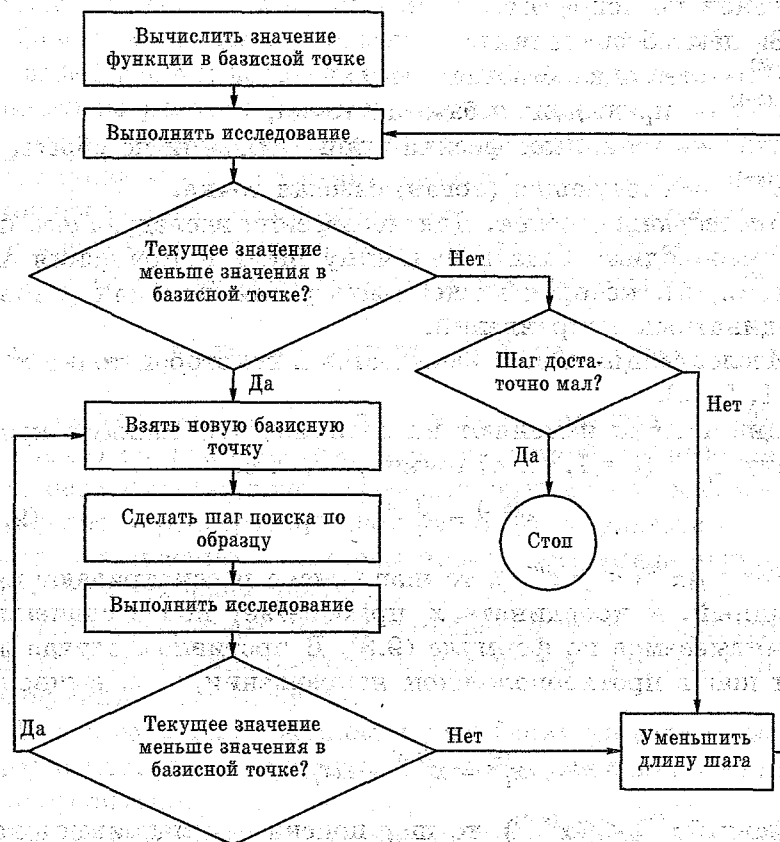 Вычислить значение
функции в базисной точке
Выполнить исследование
Текущее значение
меньше значения в
базисной точке?
Нет
Шаг доста-
точно мал?
Да
Нет
Взять новую базисную
точку
Да
Сделать шаг поиска по
образцу
Стоп
Выполнить исследование
Да
Текущее значение
меньше значения в
базисной точке?
Нет
Уменьшить
длину шага